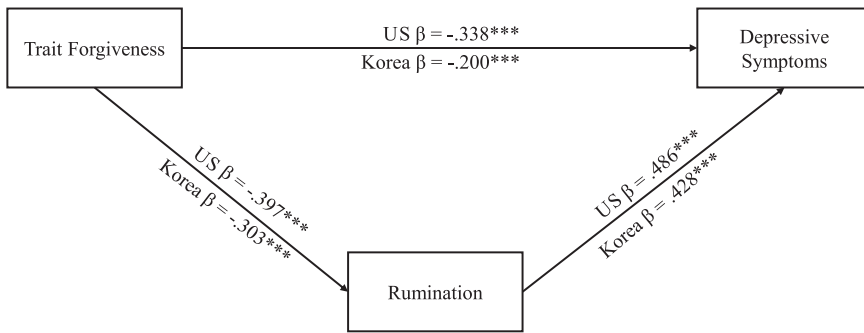 Trait Forgiveness
US β = -.338***
Korea β = -.200***
Depressive
Symptoms
US β = -.397***
Korea β = -.303***
US β = .486***
Korea β = .428***
Rumination